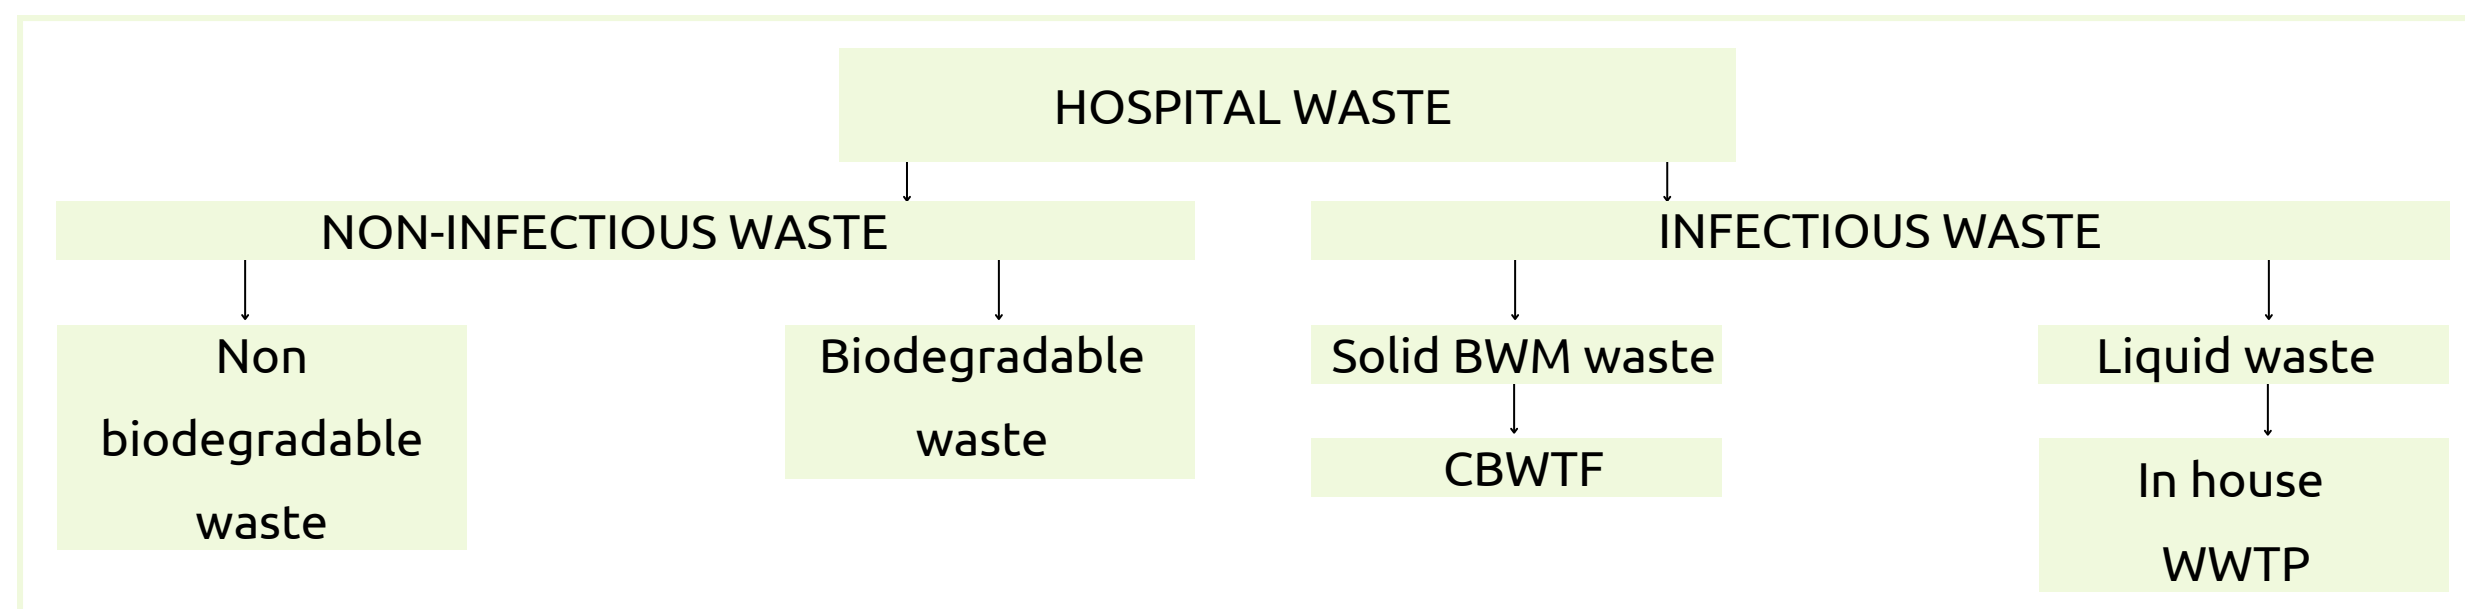 HOSPITAL WASTE
NON-INFECTIOUS WASTE
INFECTIOUS WASTE
Non
biodegradable
waste
Biodegradable
waste
Solid BWM waste
Liquid waste
CBWTF
In house
WWTP